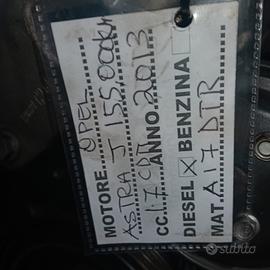 OPEL
MOTORE ASTRA J 155000KM
CC. 1.7 CDTI ANNO 2013
DIESEL X BENZINA
MAT. A17DTR
subito